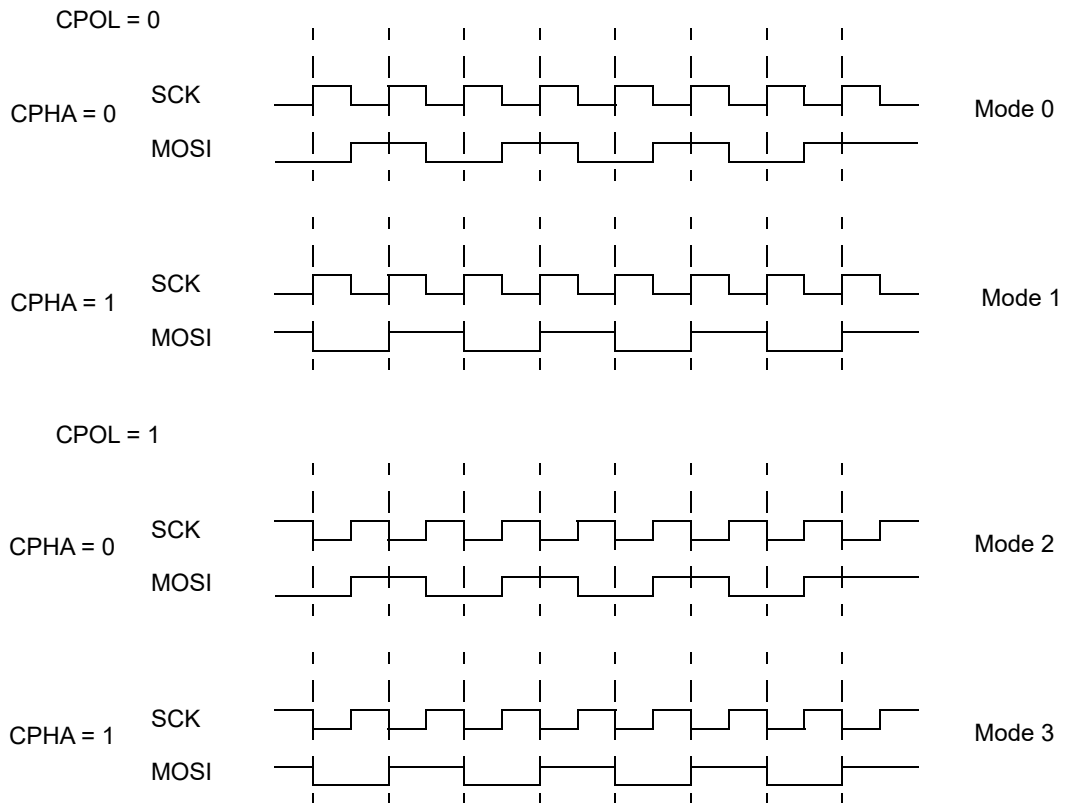 CPOL = 0
SCK
CPHA = 0
Mode 0
MOSI
SCK
CPHA = 1
Mode 1
MOSI
CPOL = 1
SCK
CPHA = 0
Mode 2
MOSI
SCK
CPHA = 1
Mode 3
MOSI